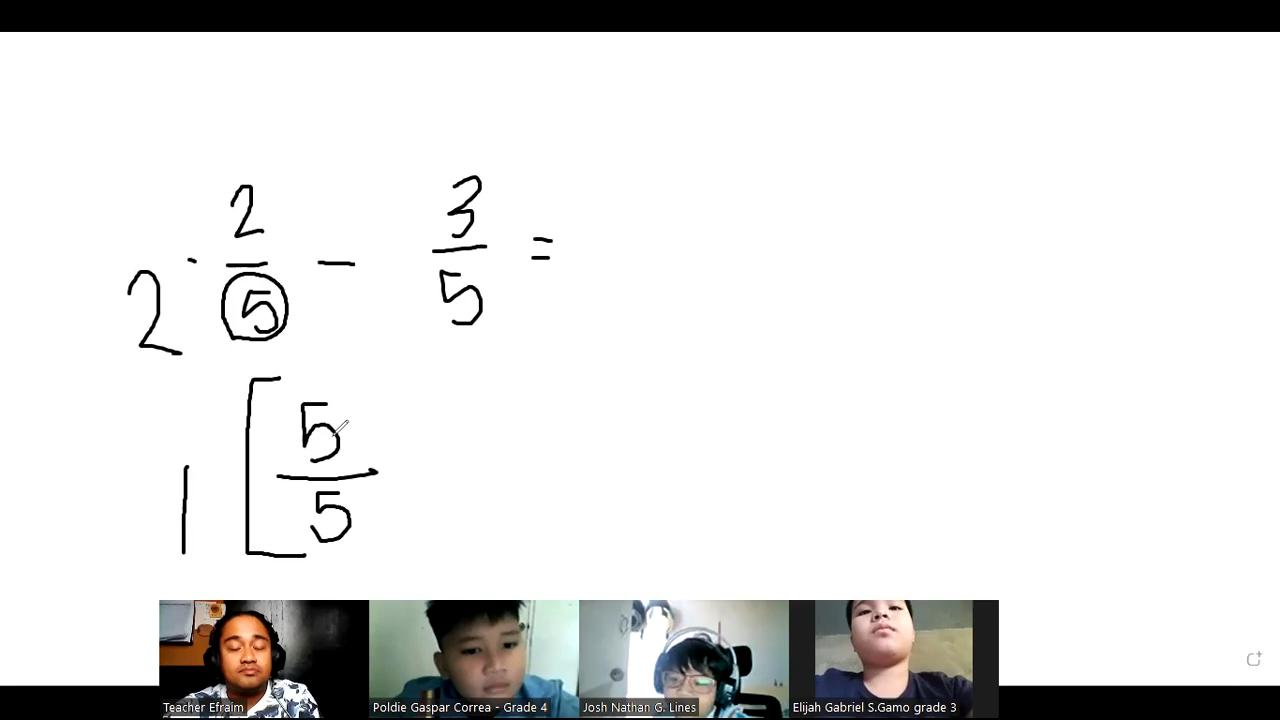 2 2/5 - 3/5 =
1 [ 5/5
Teacher Efraim
Poldie Gaspar Correa - Grade 4
Josh Nathan G. Lines
Elijah Gabriel S.Gamo grade 3